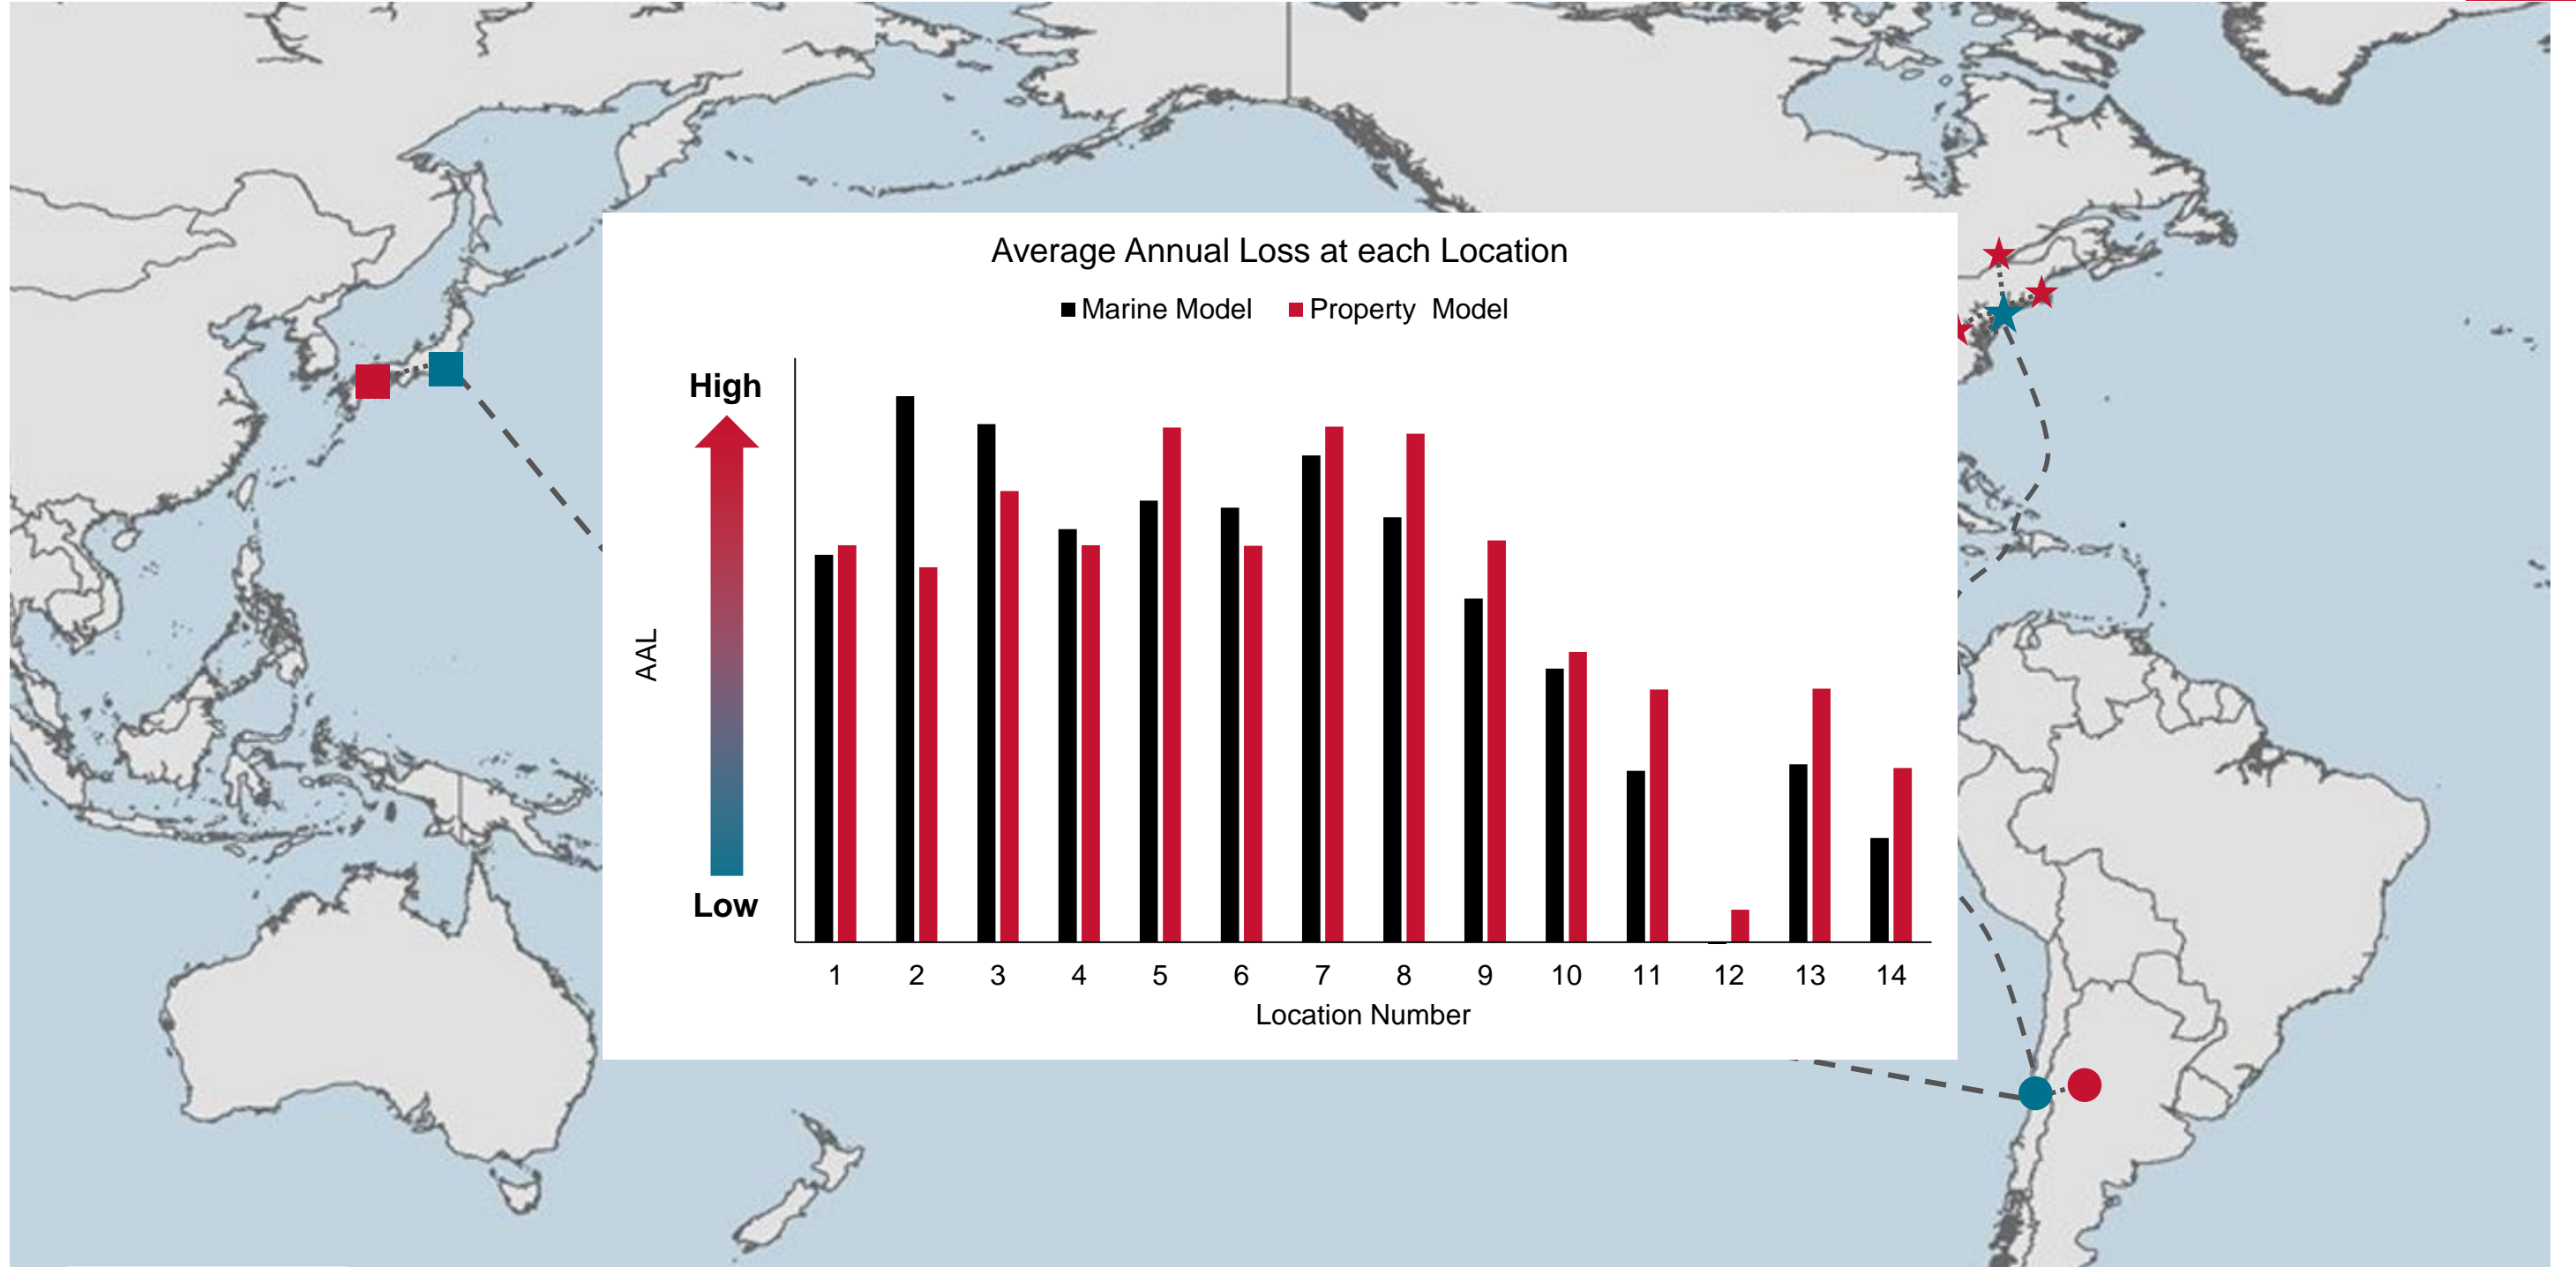 Average Annual Loss at each Location
Marine Model Property Model
High
AAL
Low
1 2 3 4 5 6 7 8 9 10 11 12 13 14
Location Number